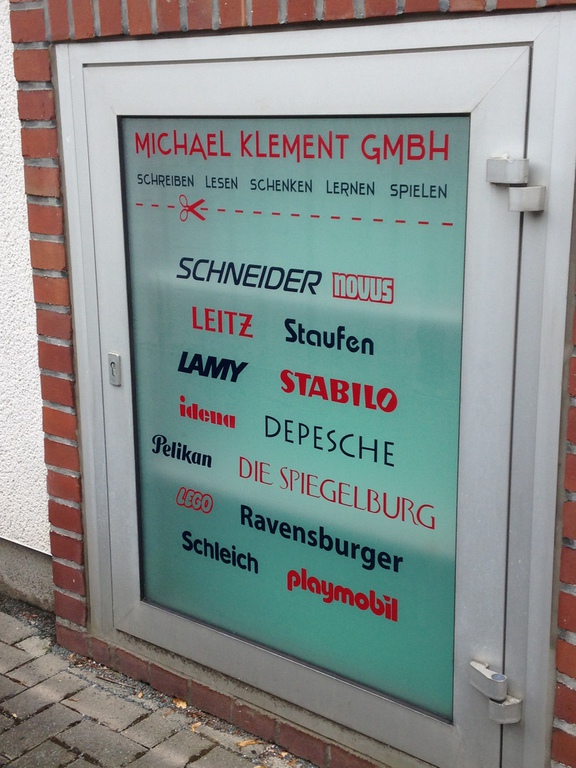 MICHAEL KLEMENT GMBH
SCHREIBEN LESEN SCHENKEN LERNEN SPIELEN
SCHNEIDER novus
LEITZ Staufen
LAMY STABILO
idena DEPESCHE
Pelikan DIE SPIEGELBURG
LEGO Ravensburger
Schleich playmobil